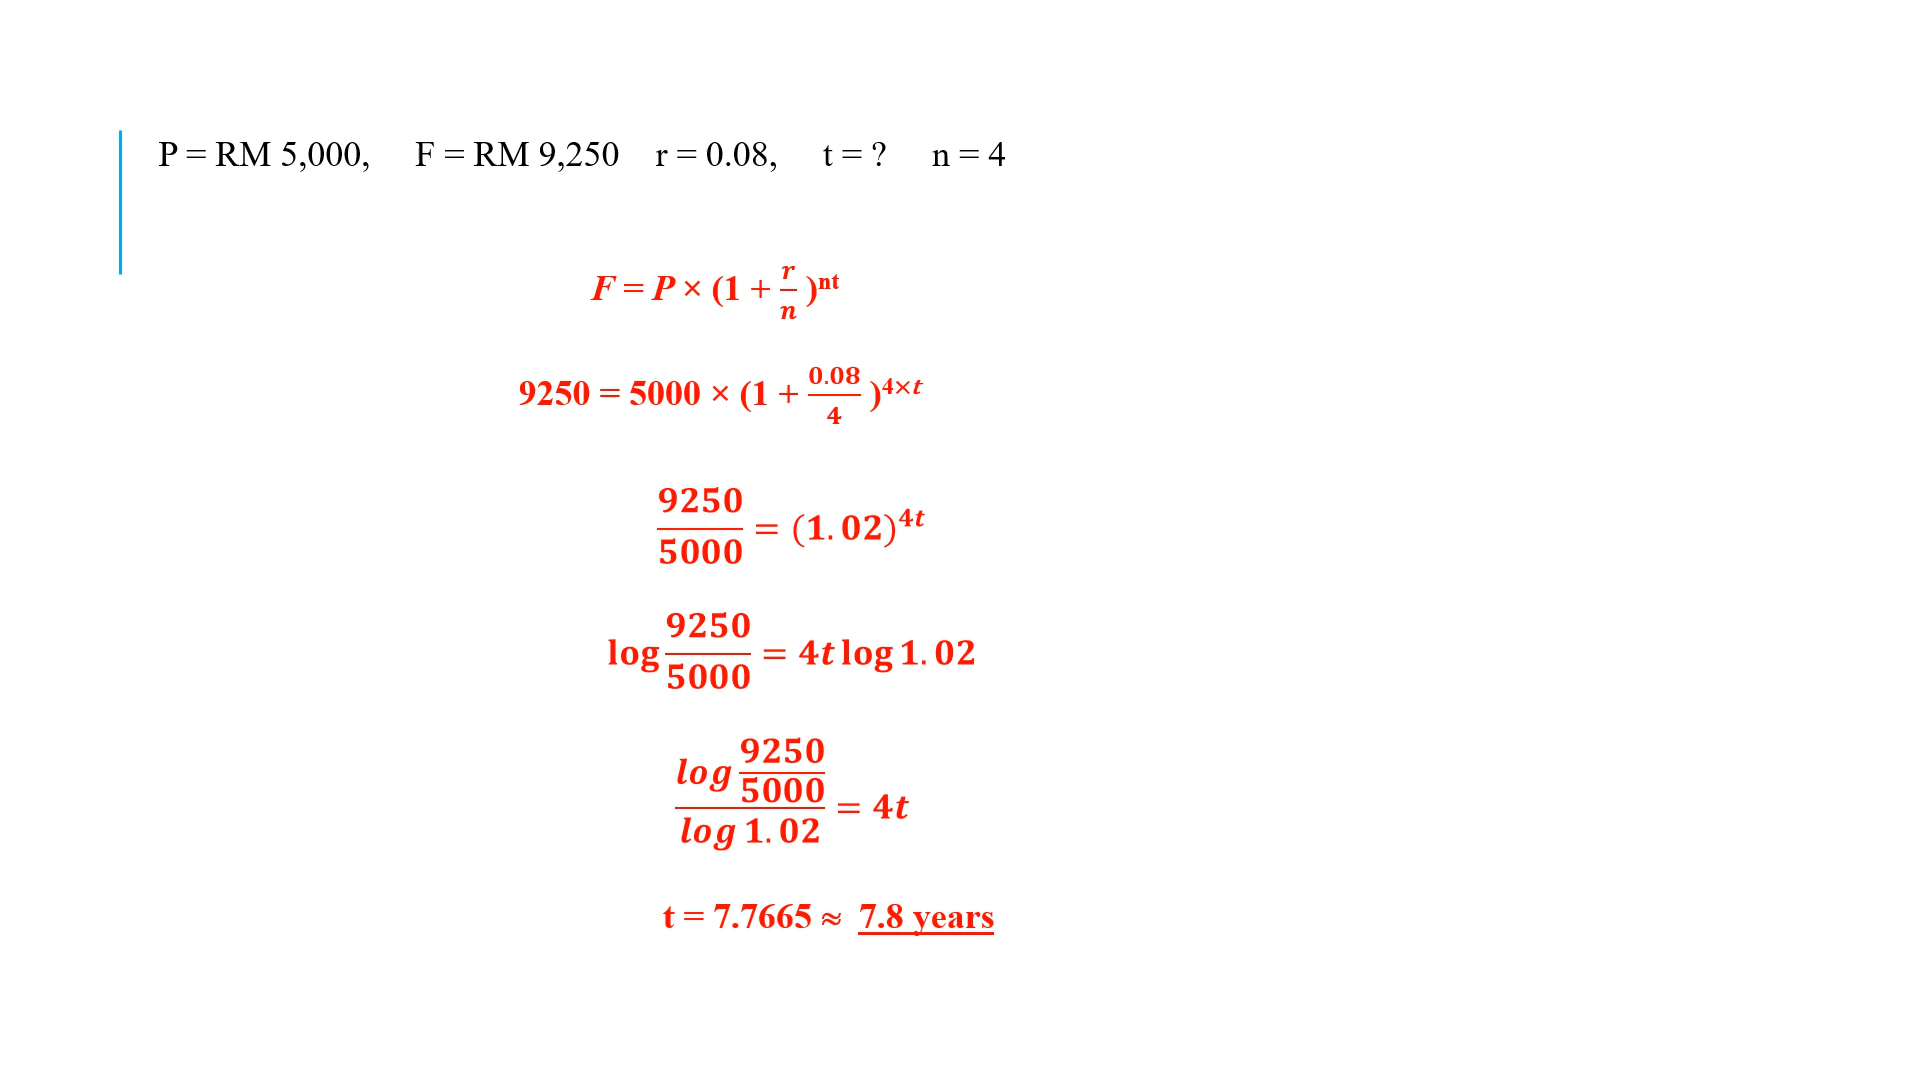 P = RM 5,000, F = RM 9,250 r = 0.08, t = ? n = 4
F = P × (1 + r/n )^nt
9250 = 5000 × (1 + 0.08/4 )^4×t
9250/5000 = (1.02)^4t
log 9250/5000 = 4t log 1.02
log 9250/5000 / log 1.02 = 4t
t = 7.7665 ≈ 7.8 years